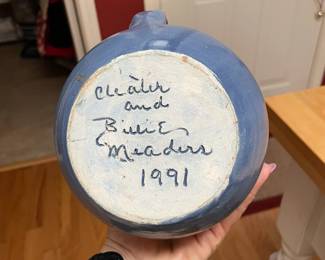 Cleater
and
Billie
Meaders
1991